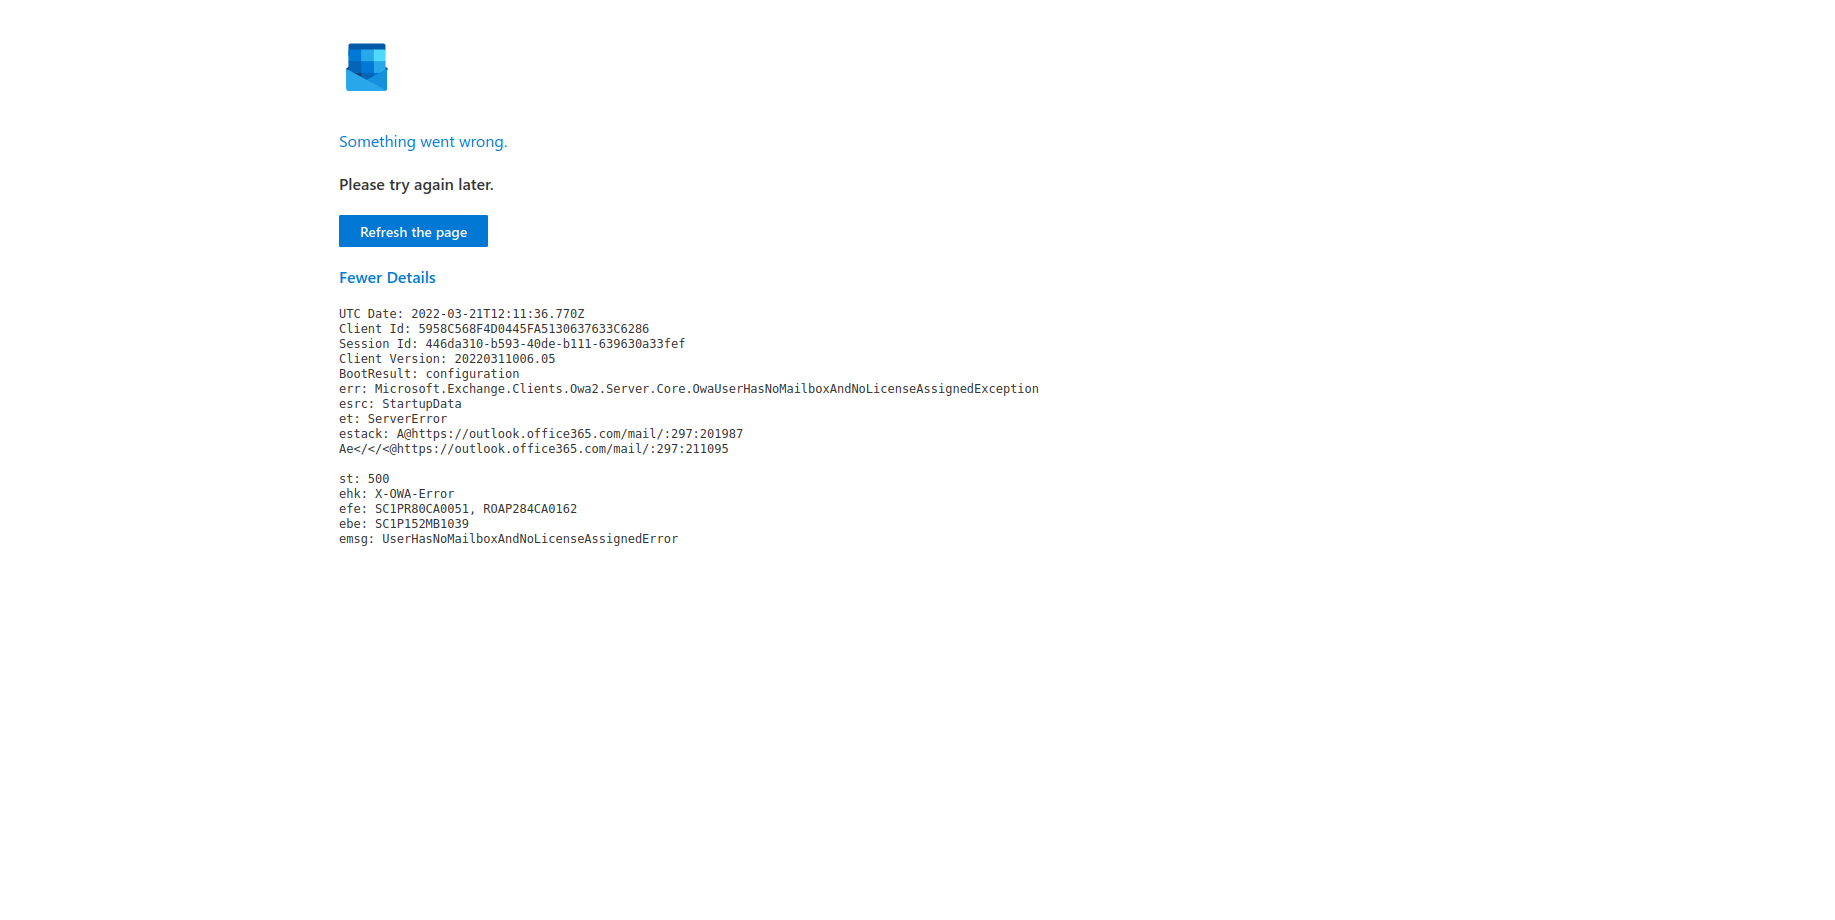 Something went wrong.
Please try again later.
Refresh the page
Fewer Details
UTC Date: 2022-03-21T12:11:36.770Z
Client Id: 5958C568F4D0445FA5130637633C6286
Session Id: 446da310-b593-40de-b111-639630a33fef
Client Version: 20220311006.05
BootResult: configuration
err: Microsoft.Exchange.Clients.Owa2.Server.Core.OwaUserHasNoMailboxAndNoLicenseAssignedException
esrc: StartupData
et: ServerError
estack: A@https://outlook.office365.com/mail/:297:201987
Ae</</<@https://outlook.office365.com/mail/:297:211095
st: 500
ehk: X-OWA-Error
efe: SC1PR80CA0051, ROAP284CA0162
ebe: SC1P152MB1039
emsg: UserHasNoMailboxAndNoLicenseAssignedError